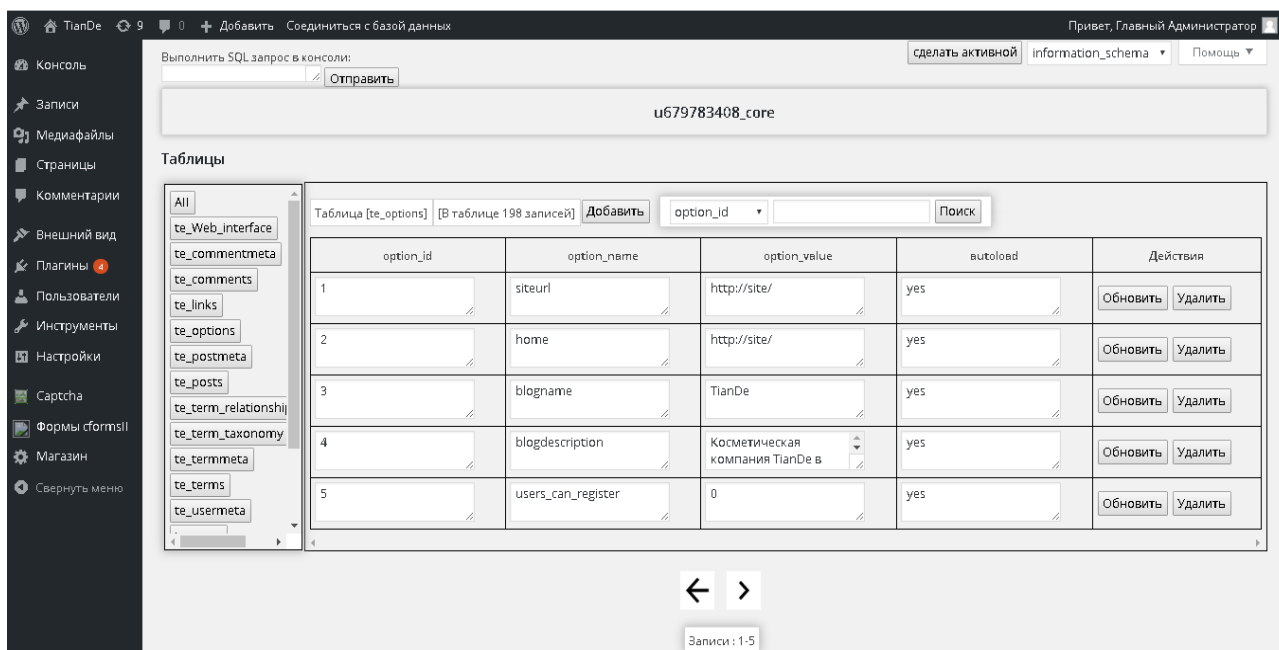 TianDe 9 0 + Добавить Соединиться с базой данных Привет, Главный Администратор
Консоль
Записи
Медиафайлы
Страницы
Комментарии
Внешний вид
Плагины 4
Пользователи
Инструменты
Настройки
Captcha
Формы cformsII
Магазин
Свернуть меню
Выполнить SQL запрос в консоли:
Отправить
сделать активной information_schema Помощь
u679783408_core
Таблицы
All
te_Web_interface
te_commentmeta
te_comments
te_links
te_options
te_postmeta
te_posts
te_term_relationshi
te_term_taxonomy
te_termmeta
te_terms
te_usermeta
Таблица [te_options] [В таблице 198 записей] Добавить option_id Поиск
option_id option_name option_value autoload Действия
1 siteurl http://site/ yes Обновить Удалить
2 home http://site/ yes Обновить Удалить
3 blogname TianDe yes Обновить Удалить
4 blogdescription Косметическая
компания TianDe в yes Обновить Удалить
5 users_can_register 0 yes Обновить Удалить
Записи : 1-5